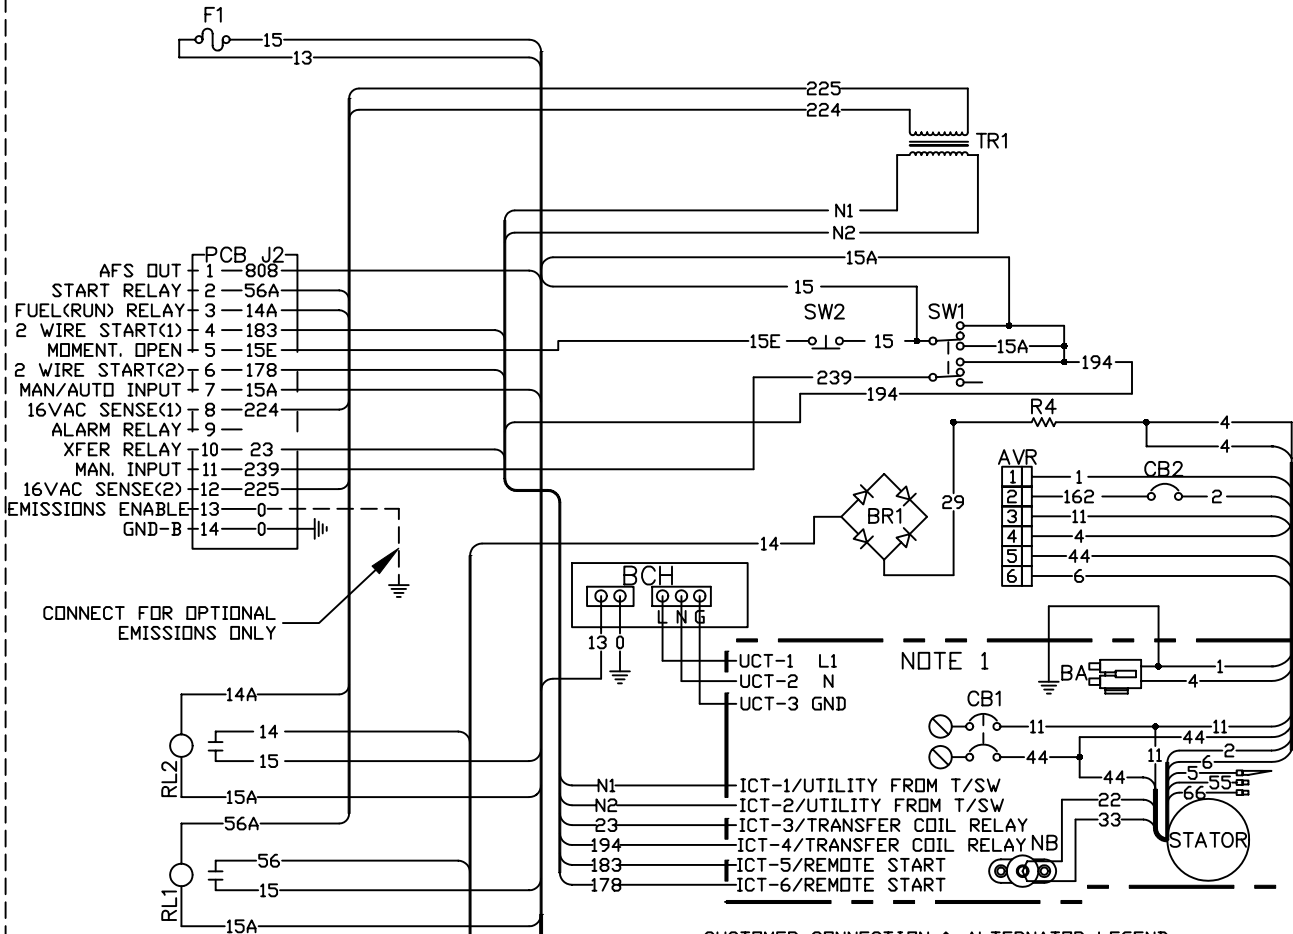 F1
15
13
225
224
TR1
N1
N2
PCB J2
15A
AFS OUT 1 808
START RELAY 2 56A
15
FUEL(RUN) RELAY 3 14A
SW2 SW1
2 WIRE START(1) 4 183
MOMENT. OPEN 5 15E
15E 15 15A
2 WIRE START(2) 6 178
194
239
MAN/AUTO INPUT 7 15A
194
16VAC SENSE(1) 8 224
R4
ALARM RELAY 9
4
XFER RELAY 10 23
4
MAN. INPUT 11 239
AVR
CB2
1 1
16VAC SENSE(2) 12 225
2 162 2
29
EMISSIONS ENABLE 13 0
BR1
3 11
GND-B 14 0
4 4
14
5 44
6 6
BCH
L N G
CONNECT FOR OPTIONAL
EMISSIONS ONLY
13 0
UCT-1 L1
NOTE 1
1
BA
UCT-2 N
4
14A
UCT-3 GND
CB1
14
11 11
44
15
44 11 2
6
RL2
5
44
55
N1 ICT-1/UTILITY FROM T/SW
66
15A
22
N2 ICT-2/UTILITY FROM T/SW
56A
33
23 ICT-3/TRANSFER COIL RELAY
194 ICT-4/TRANSFER COIL RELAY
NB
STATOR
56
183 ICT-5/REMOTE START
15
178 ICT-6/REMOTE START
RL1
15A
CUSTOMER CONNECTION & ALTERNATOR LEGEND